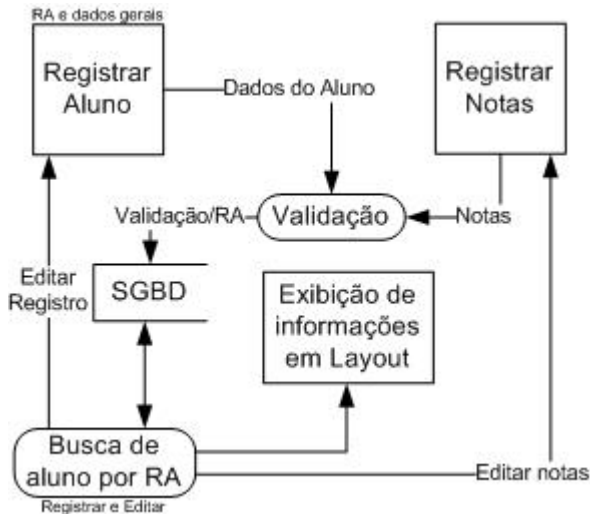 RA e dados gerais
Registrar
Aluno
Dados do Aluno
Registrar
Notas
Validação/RA
Validação
Notas
Editar
Registro
SGBD
Exibição de
informações
em Layout
Busca de
aluno por RA
Editar notas
Registrar e Editar